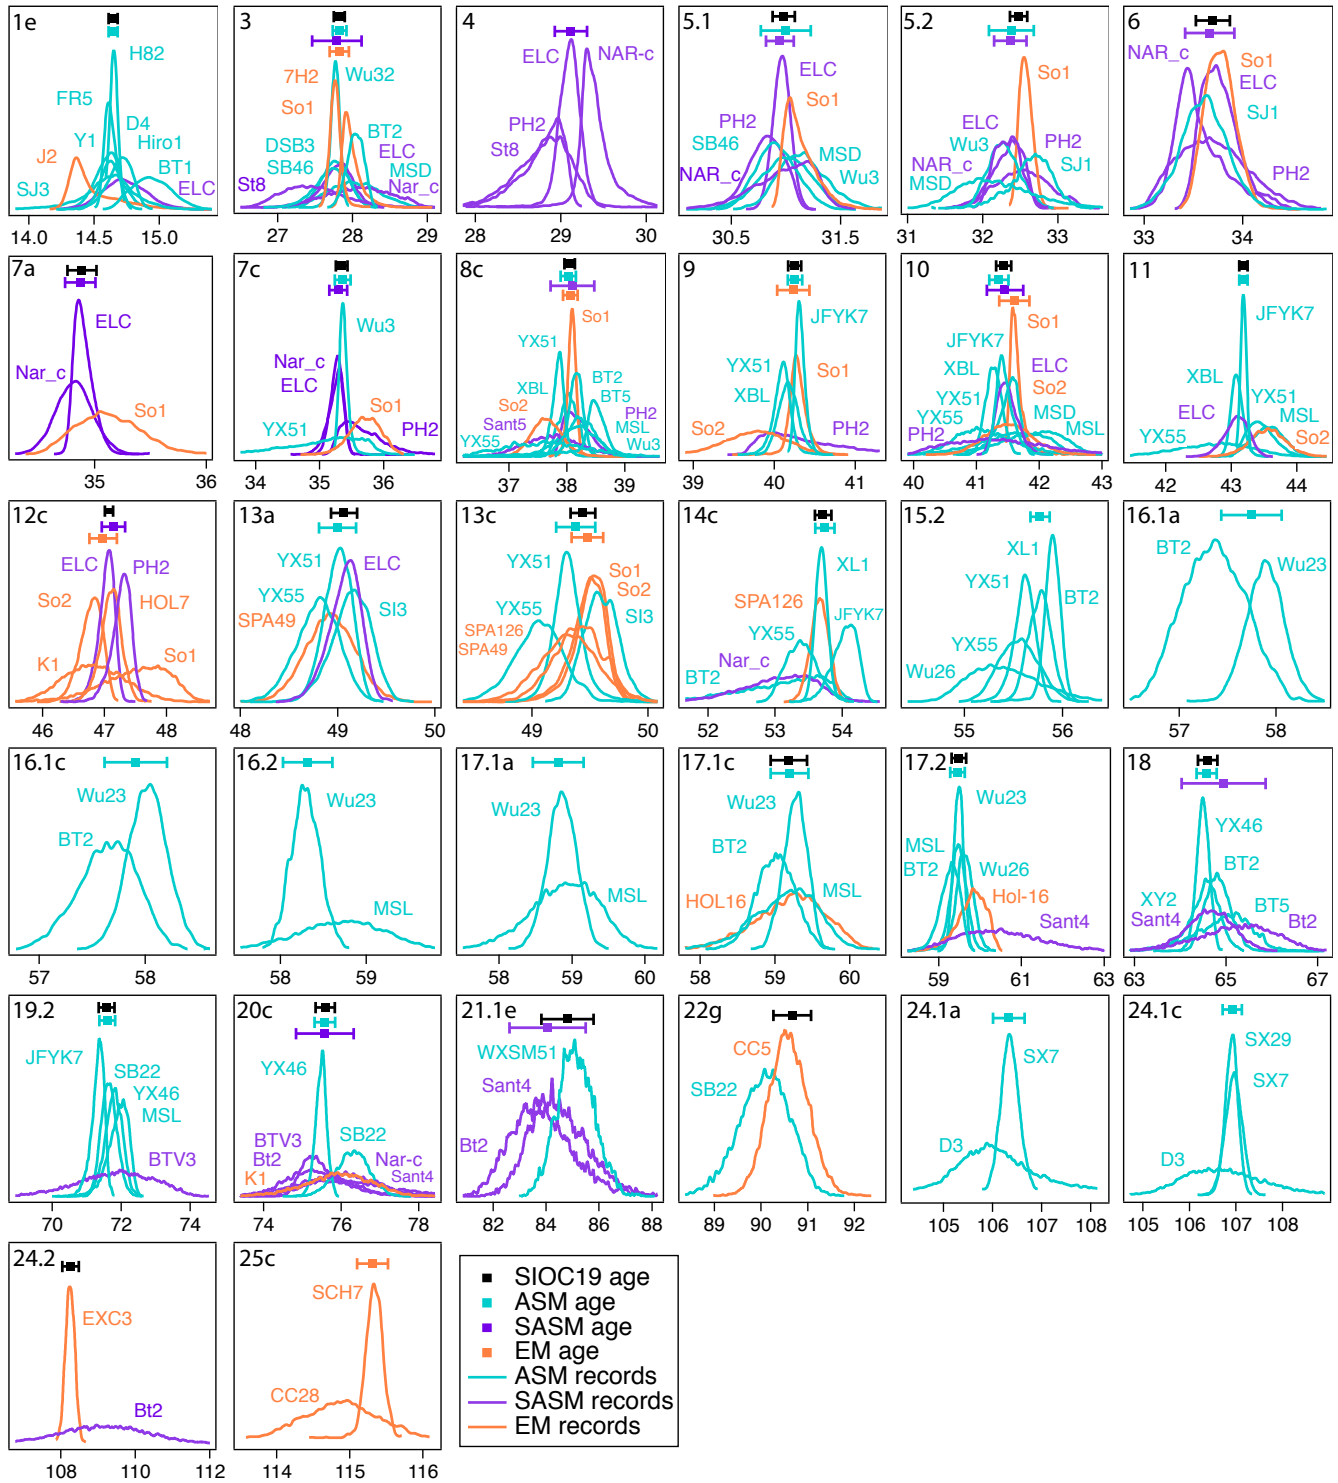 1e
H82
FR5
D4
Y1
Hiro1
J2
BT1
SJ3
ELC
14.0 14.5 15.0
3
7H2 Wu32
So1
DSB3 BT2
SB46 ELC
MSD
St8 Nar_c
27 28 29
4
ELC NAR-c
PH2
St8
28 29 30
5.1
ELC
So1
PH2
SB46
MSD
NAR_c Wu3
30.5 31.5
5.2
So1
ELC
Wu3 PH2
NAR_c SJ1
MSD
31 32 33
6
NAR_c So1
ELC
SJ1
PH2
33 34
7a
ELC
Nar_c
So1
35 36
7c
Wu3
Nar_c
ELC
So1
YX51 PH2
34 35 36
8c
So1
YX51
XBL BT2
BT5
So2
Sant5 PH2
MSL
YX55 Wu3
37 38 39
9
JFYK7
YX51 So1
XBL
So2 PH2
39 40 41
10
So1
JFYK7
XBL ELC
YX51 So2
YX55 MSD
PH2 MSL
40 41 42 43
11
JFYK7
XBL
YX51
ELC MSL
YX55 So2
42 43 44
12c
ELC PH2
So2 HOL7
K1 So1
46 47 48
13a
YX51 ELC
YX55 SI3
SPA49
48 49 50
13c
YX51 So1
So2
YX55 SI3
SPA126
SPA49
49 50
14c
XL1
SPA126
JFYK7
YX55
Nar_c
BT2
52 53 54
15.2
XL1
YX51 BT2
YX55
Wu26
55 56
16.1a
BT2 Wu23
57 58
16.1c
Wu23
BT2
57 58
16.2
Wu23
MSL
58 59
17.1a
Wu23
MSL
58 59 60
17.1c
Wu23
BT2
HOL16 MSL
58 59 60
17.2
Wu23
MSL
BT2 Wu26
Hol-16
Sant4
59 61 63
18
YX46
BT2
XY2 BT5
Sant4 Bt2
63 65 67
19.2
JFYK7 SB22
YX46
MSL
BTV3
70 72 74
20c
YX46
BTV3 SB22
Bt2 Nar-c
K1 Sant4
74 76 78
21.1e
WXSM51
Sant4
Bt2
82 84 86 88
22g
CC5
SB22
89 90 91 92
24.1a
SX7
D3
105 106 107 108
24.1c
SX29
SX7
D3
105 106 107 108
24.2
EXC3
Bt2
108 110 112
25c
SCH7
CC28
114 115 116
SIOC19 age
ASM age
SASM age
EM age
ASM records
SASM records
EM records